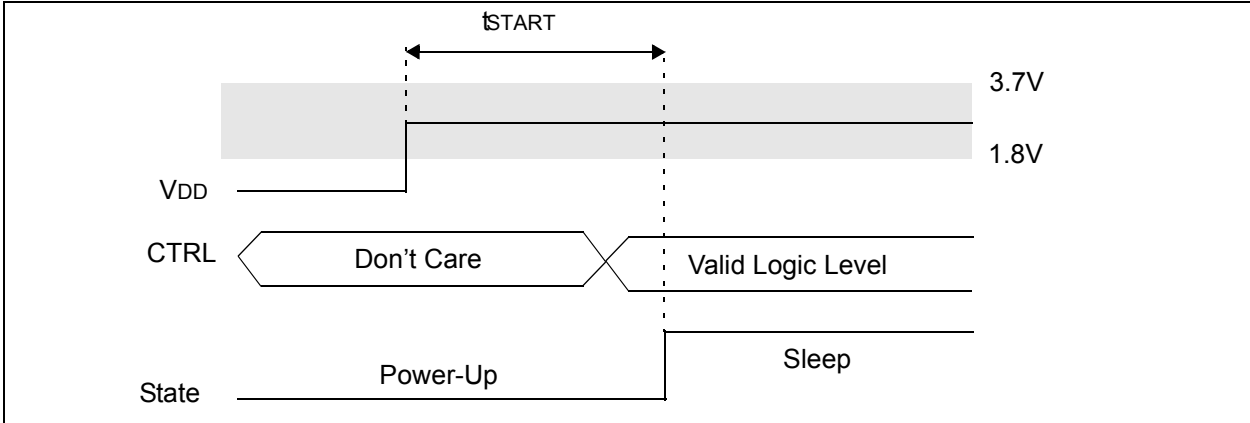 tSTART
3.7V
1.8V
VDD
CTRL
Don't Care
Valid Logic Level
Sleep
Power-Up
State